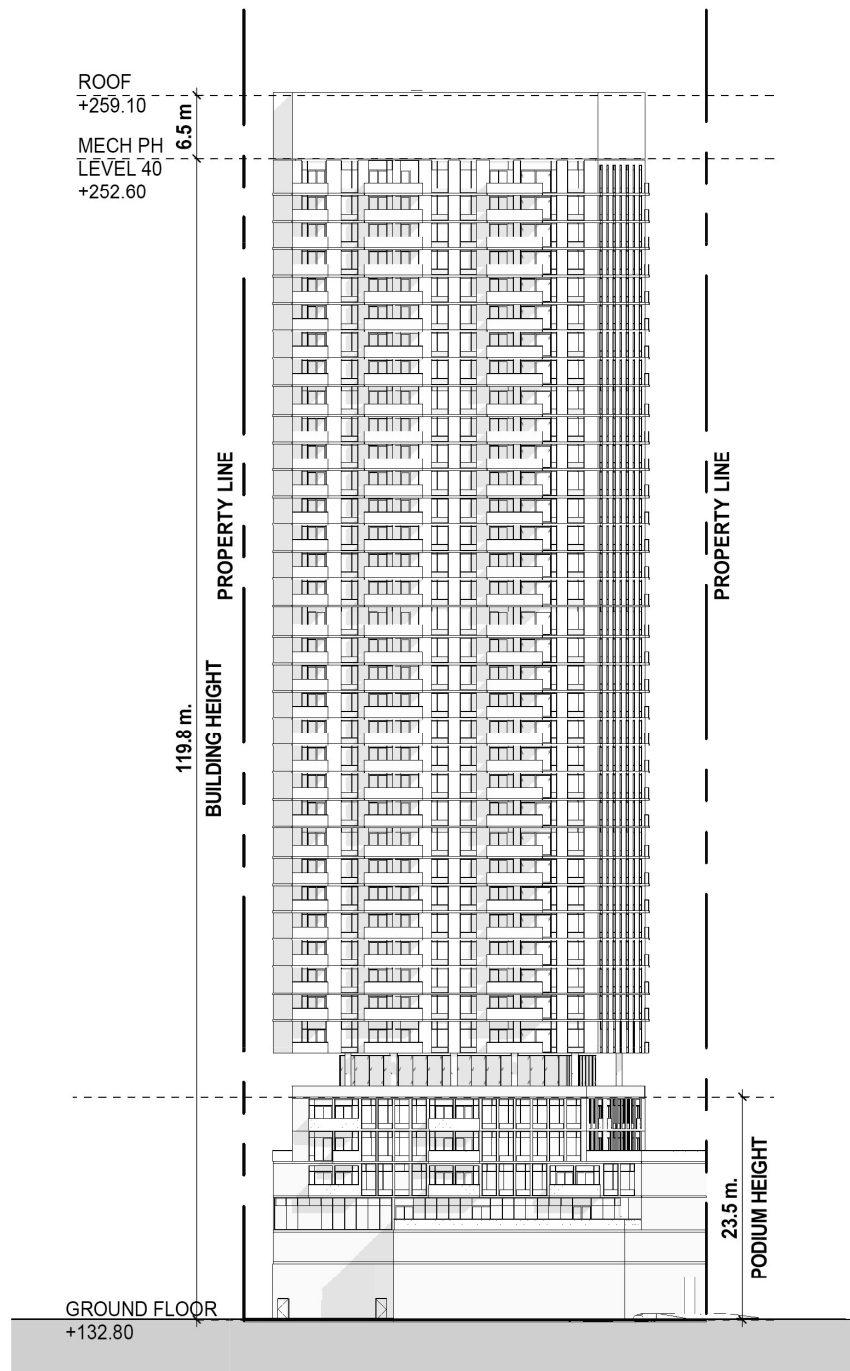 ROOF
+259.10
6.5 m
MECH PH
LEVEL 40
+252.60
PROPERTY LINE
PROPERTY LINE
119.8 m.
BUILDING HEIGHT
23.5 m.
PODIUM HEIGHT
GROUND FLOOR
+132.80